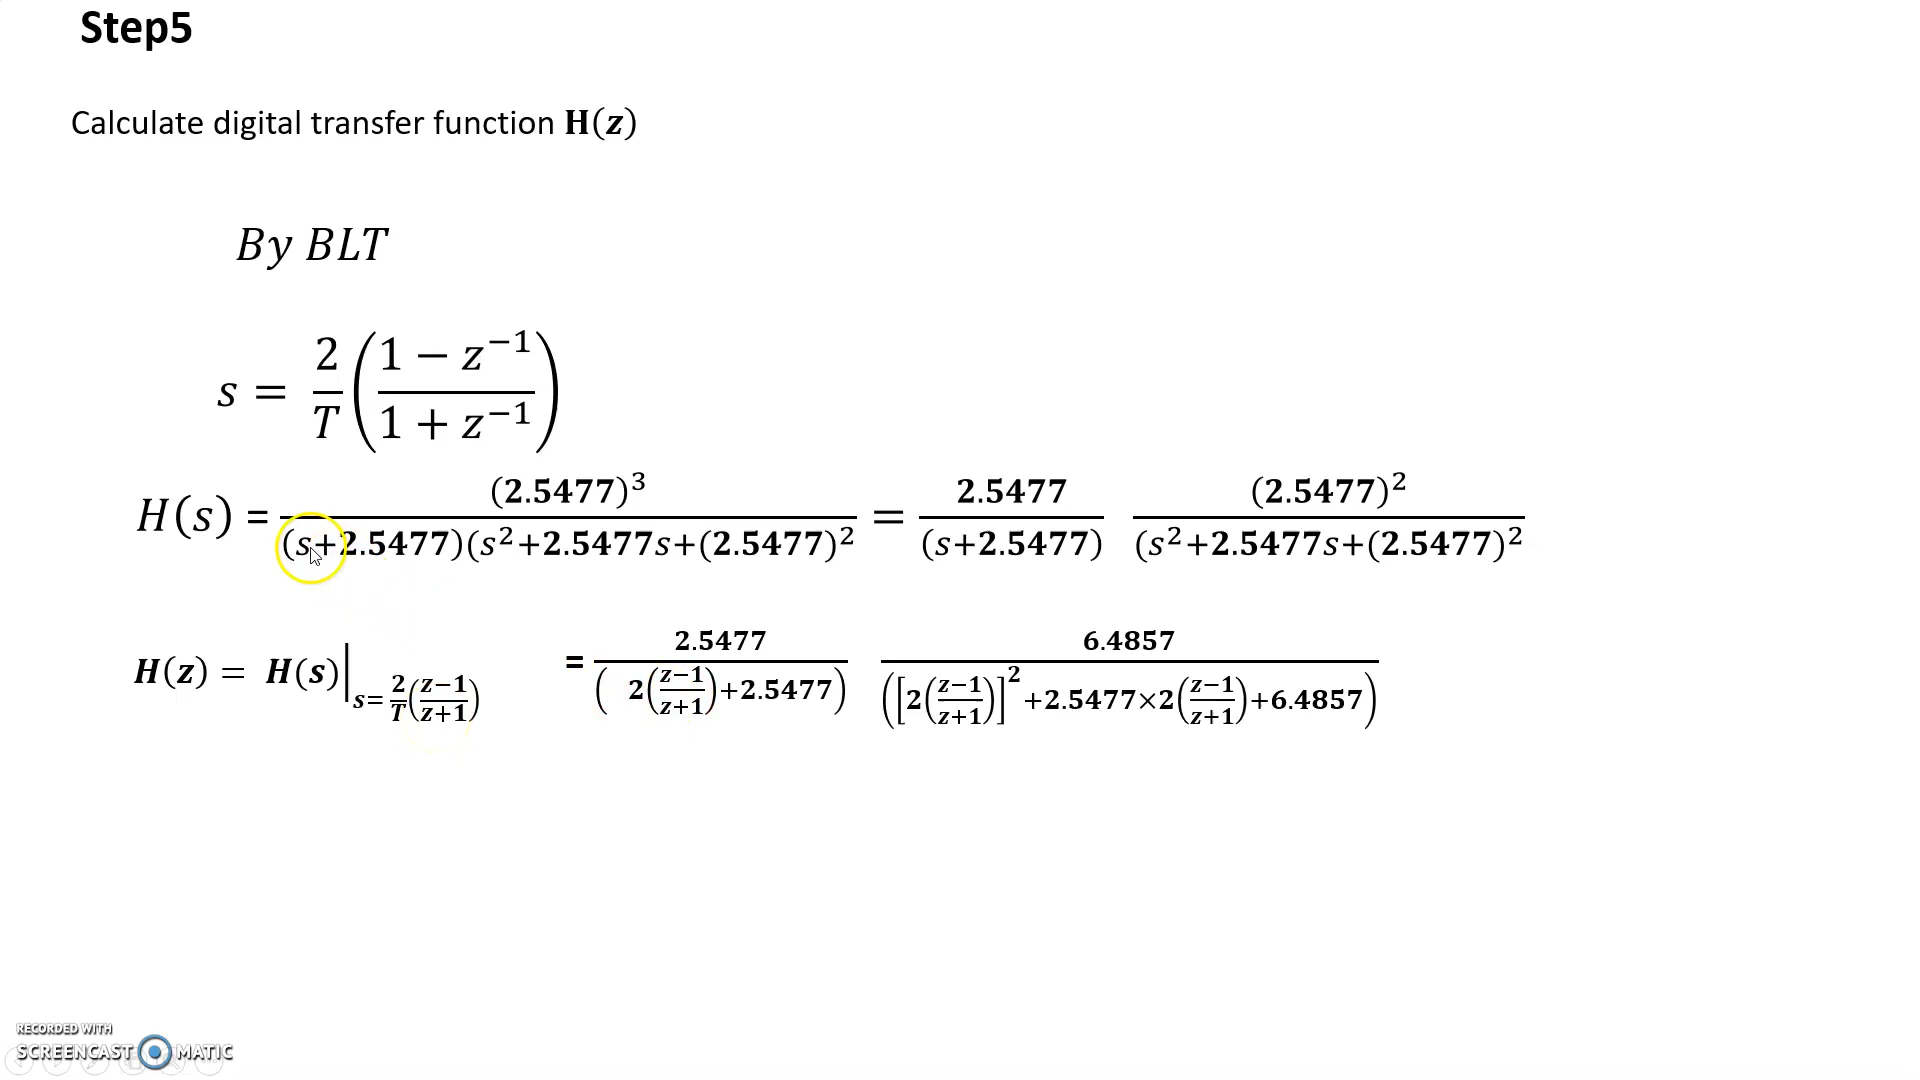 Step5
Calculate digital transfer function H(z)
By BLT
s = 2/T ((1 − z⁻¹)/(1 + z⁻¹))
H(s) = (2.5477)³/((s+2.5477)(s²+2.5477s+(2.5477)²) = 2.5477/(s+2.5477) (2.5477)²/((s²+2.5477s+(2.5477)²)
H(z) = H(s)|s=2/T((z−1)/(z+1)) = 2.5477/(2((z−1)/(z+1))+2.5477) 6.4857/([2((z−1)/(z+1))]²+2.5477×2((z−1)/(z+1))+6.4857)
RECORDED WITH
SCREENCAST MATIC